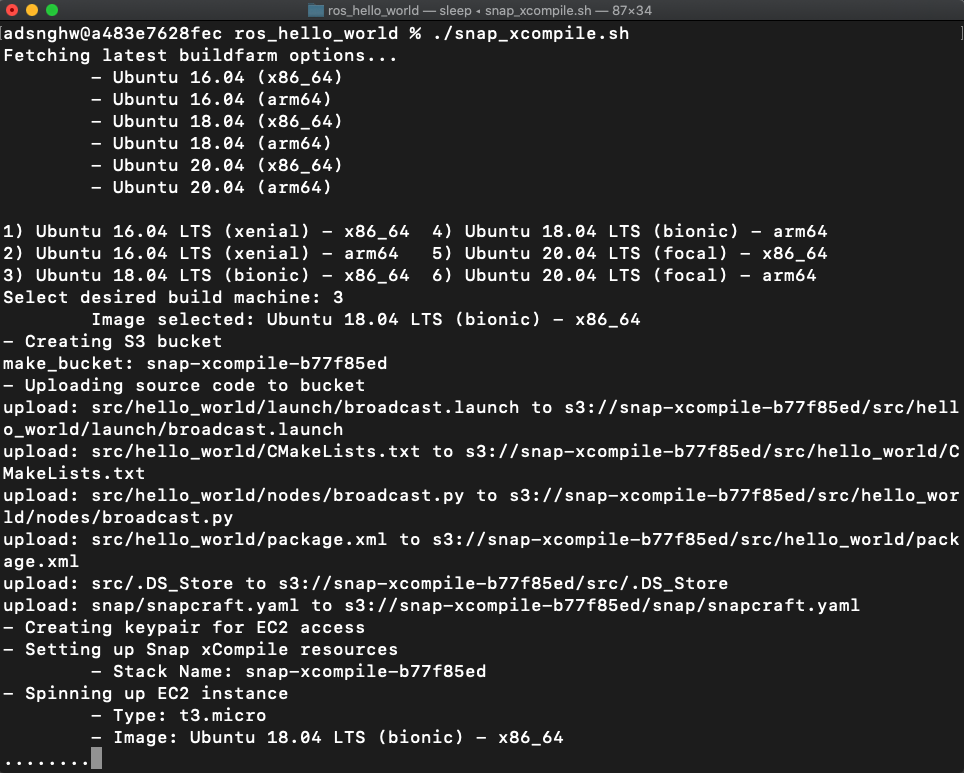 ros_hello_world — sleep ◂ snap_xcompile.sh — 87×34
[adsnghw@a483e7628fec ros_hello_world % ./snap_xcompile.sh ]
Fetching latest buildfarm options...
        - Ubuntu 16.04 (x86_64)
        - Ubuntu 16.04 (arm64)
        - Ubuntu 18.04 (x86_64)
        - Ubuntu 18.04 (arm64)
        - Ubuntu 20.04 (x86_64)
        - Ubuntu 20.04 (arm64)

1) Ubuntu 16.04 LTS (xenial) - x86_64  4) Ubuntu 18.04 LTS (bionic) - arm64
2) Ubuntu 16.04 LTS (xenial) - arm64   5) Ubuntu 20.04 LTS (focal) - x86_64
3) Ubuntu 18.04 LTS (bionic) - x86_64  6) Ubuntu 20.04 LTS (focal) - arm64
Select desired build machine: 3
        Image selected: Ubuntu 18.04 LTS (bionic) - x86_64
- Creating S3 bucket
make_bucket: snap-xcompile-b77f85ed
- Uploading source code to bucket
upload: src/hello_world/launch/broadcast.launch to s3://snap-xcompile-b77f85ed/src/hell
o_world/launch/broadcast.launch
upload: src/hello_world/CMakeLists.txt to s3://snap-xcompile-b77f85ed/src/hello_world/C
MakeLists.txt
upload: src/hello_world/nodes/broadcast.py to s3://snap-xcompile-b77f85ed/src/hello_wor
ld/nodes/broadcast.py
upload: src/hello_world/package.xml to s3://snap-xcompile-b77f85ed/src/hello_world/pack
age.xml
upload: src/.DS_Store to s3://snap-xcompile-b77f85ed/src/.DS_Store
upload: snap/snapcraft.yaml to s3://snap-xcompile-b77f85ed/snap/snapcraft.yaml
- Creating keypair for EC2 access
- Setting up Snap xCompile resources
        - Stack Name: snap-xcompile-b77f85ed
- Spinning up EC2 instance
        - Type: t3.micro
        - Image: Ubuntu 18.04 LTS (bionic) - x86_64
........